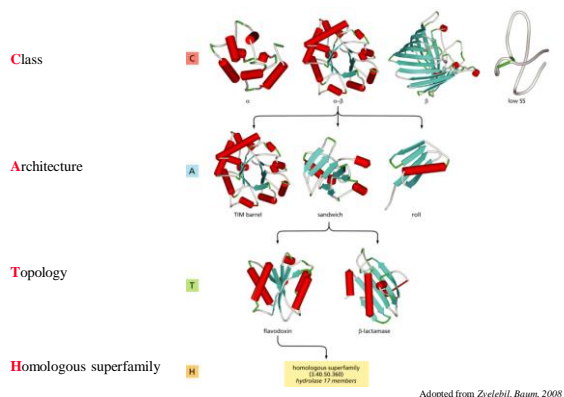 Class
C
α
α-β
β
low SS
Architecture
A
TIM barrel
sandwich
roll
Topology
T
flavodoxin
β-lactamase
Homologous superfamily
H
homologous superfamily
(3.40.50.360)
hydrolase 17 members
Adopted from Zvelebil, Baum, 2008